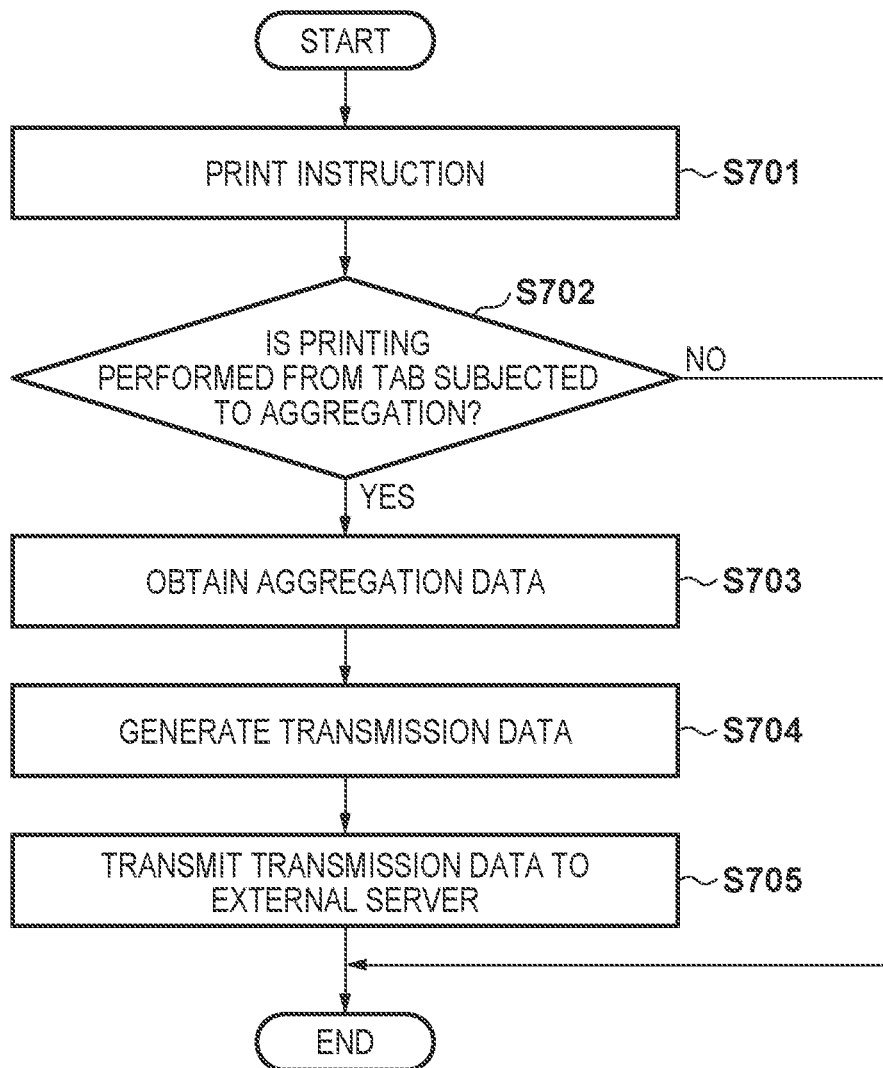 START
PRINT INSTRUCTION
S701
S702
IS PRINTING
PERFORMED FROM TAB SUBJECTED
TO AGGREGATION?
NO
YES
OBTAIN AGGREGATION DATA
S703
GENERATE TRANSMISSION DATA
S704
TRANSMIT TRANSMISSION DATA TO
EXTERNAL SERVER
S705
END